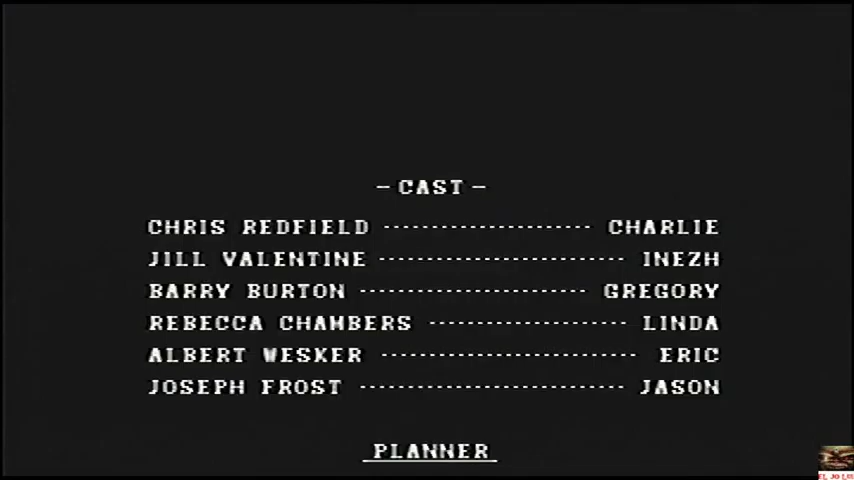 -CAST-
CHRIS REDFIELD ---------------------- CHARLIE
JILL VALENTINE -------------------------- INEZH
BARRY BURTON ------------------------ GREGORY
REBECCA CHAMBERS --------------------- LINDA
ALBERT WESKER --------------------------- ERIC
JOSEPH FROST ---------------------------- JASON
PLANNER